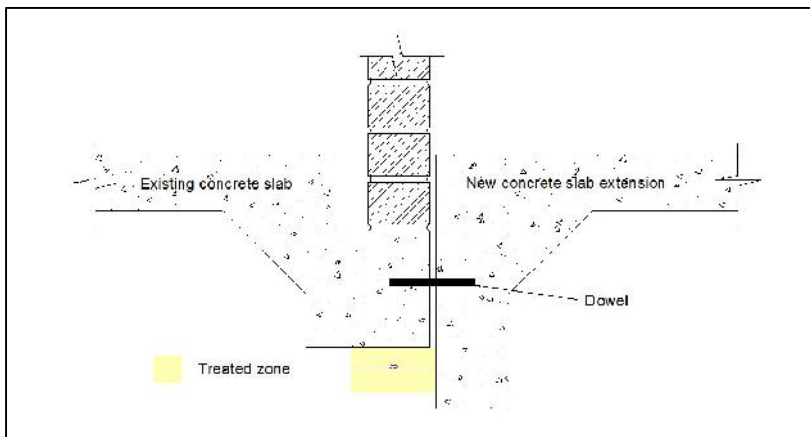 Existing concrete slab
New concrete slab extension
Dowel
Treated zone